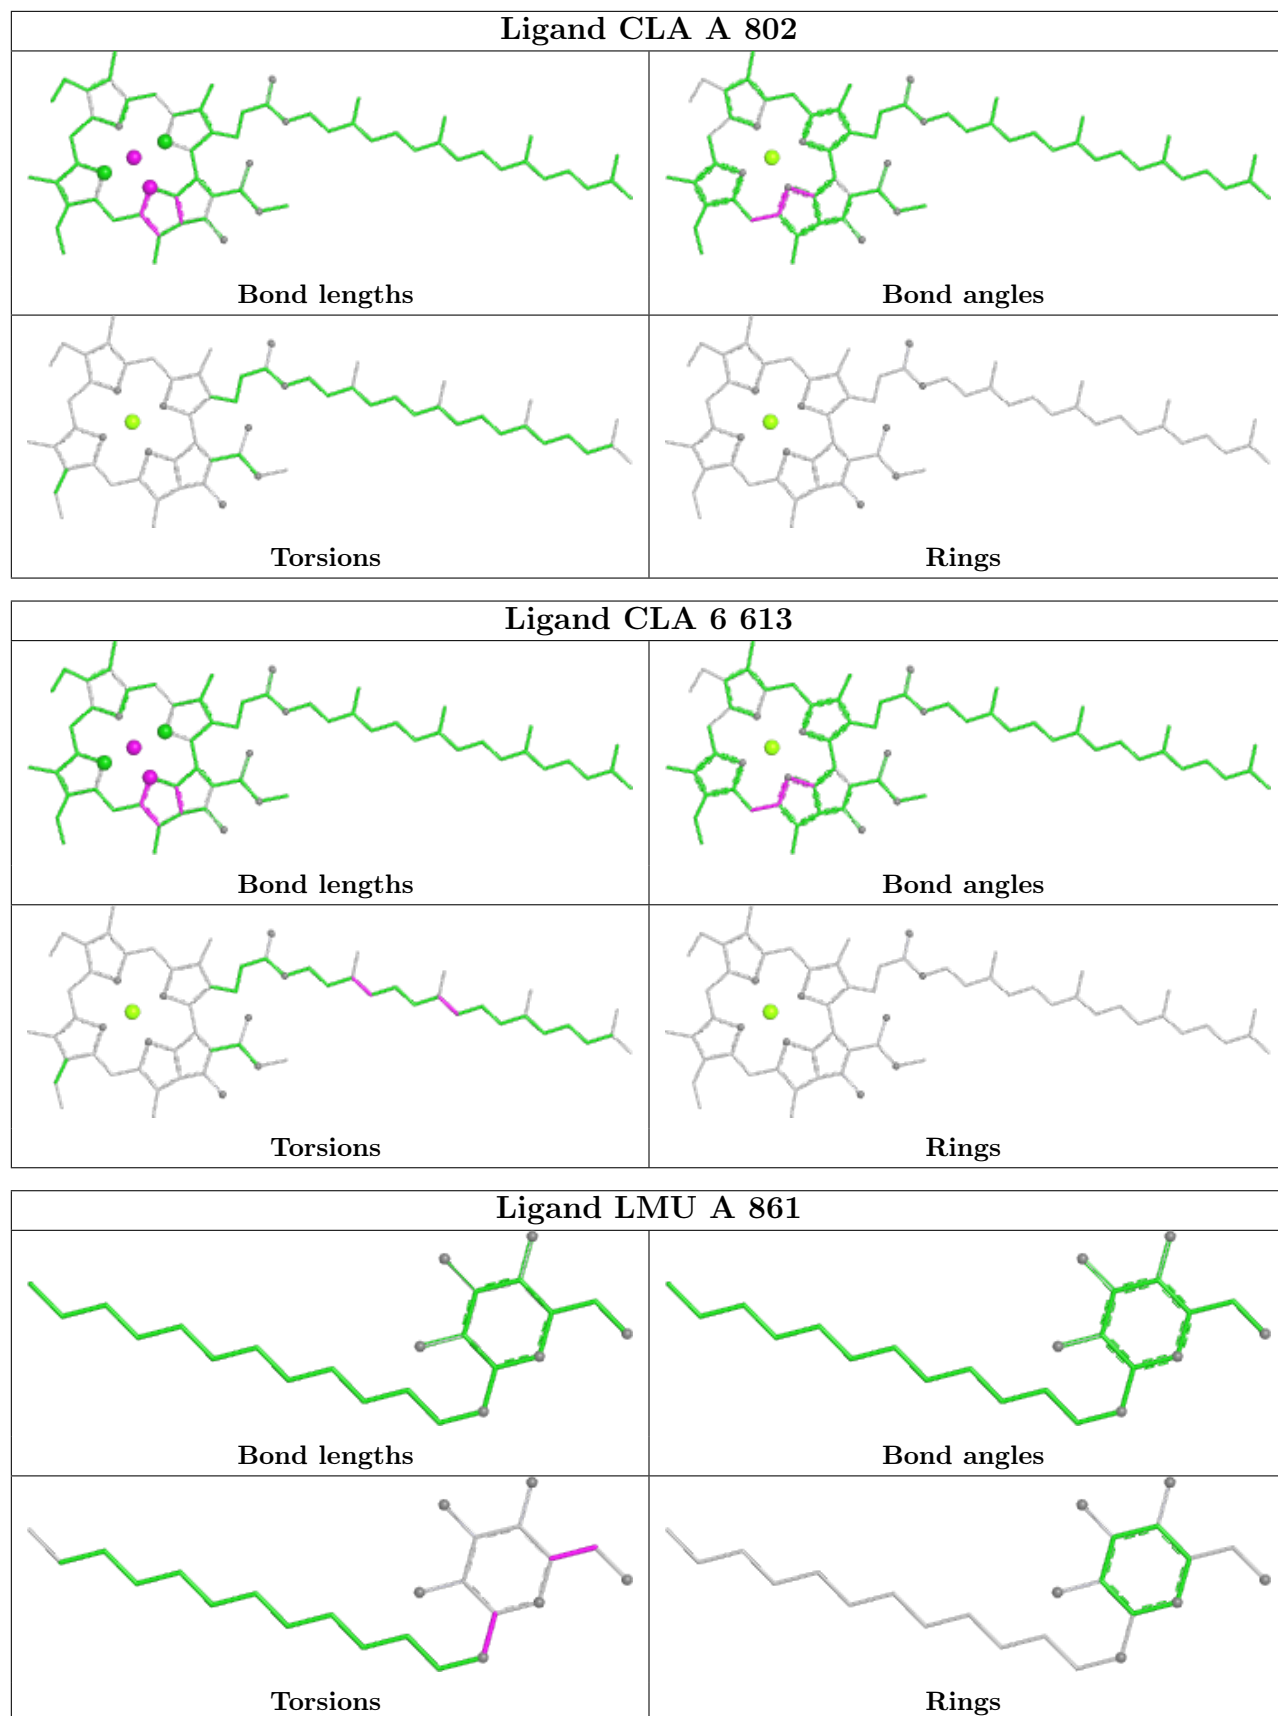 Ligand CLA A 802
Bond lengths
Bond angles
Torsions
Rings
Ligand CLA 6 613
Bond lengths
Bond angles
Torsions
Rings
Ligand LMU A 861
Bond lengths
Bond angles
Torsions
Rings